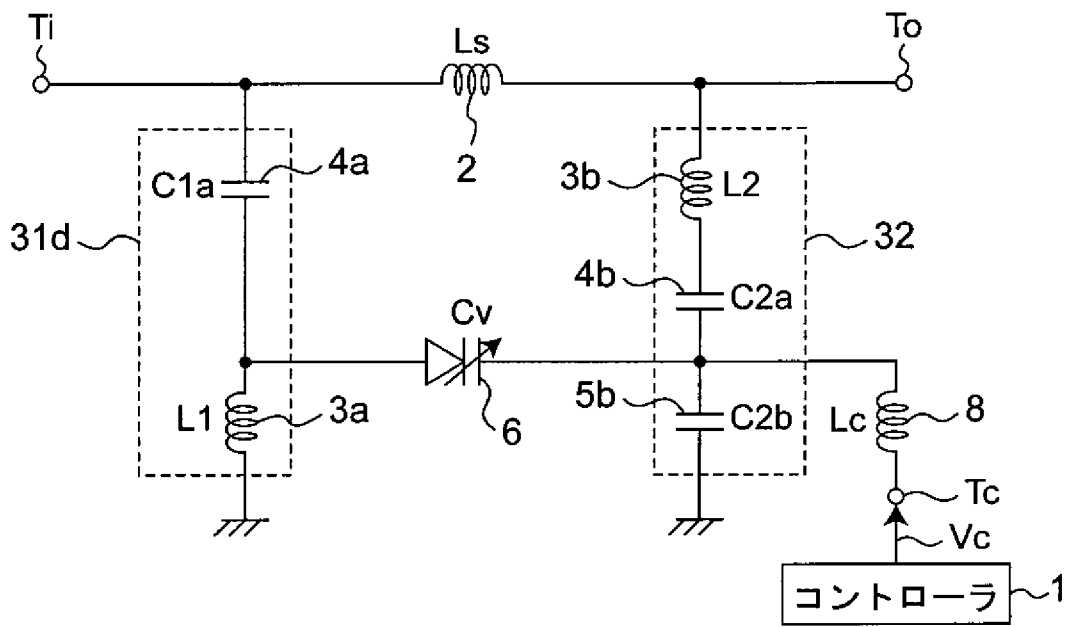 Ti
Ls
To
2
C1a
4a
3b
L2
31d
32
4b
C2a
Cv
L1
3a
6
5b
C2b
Lc
8
Tc
Vc
コントローラ
1